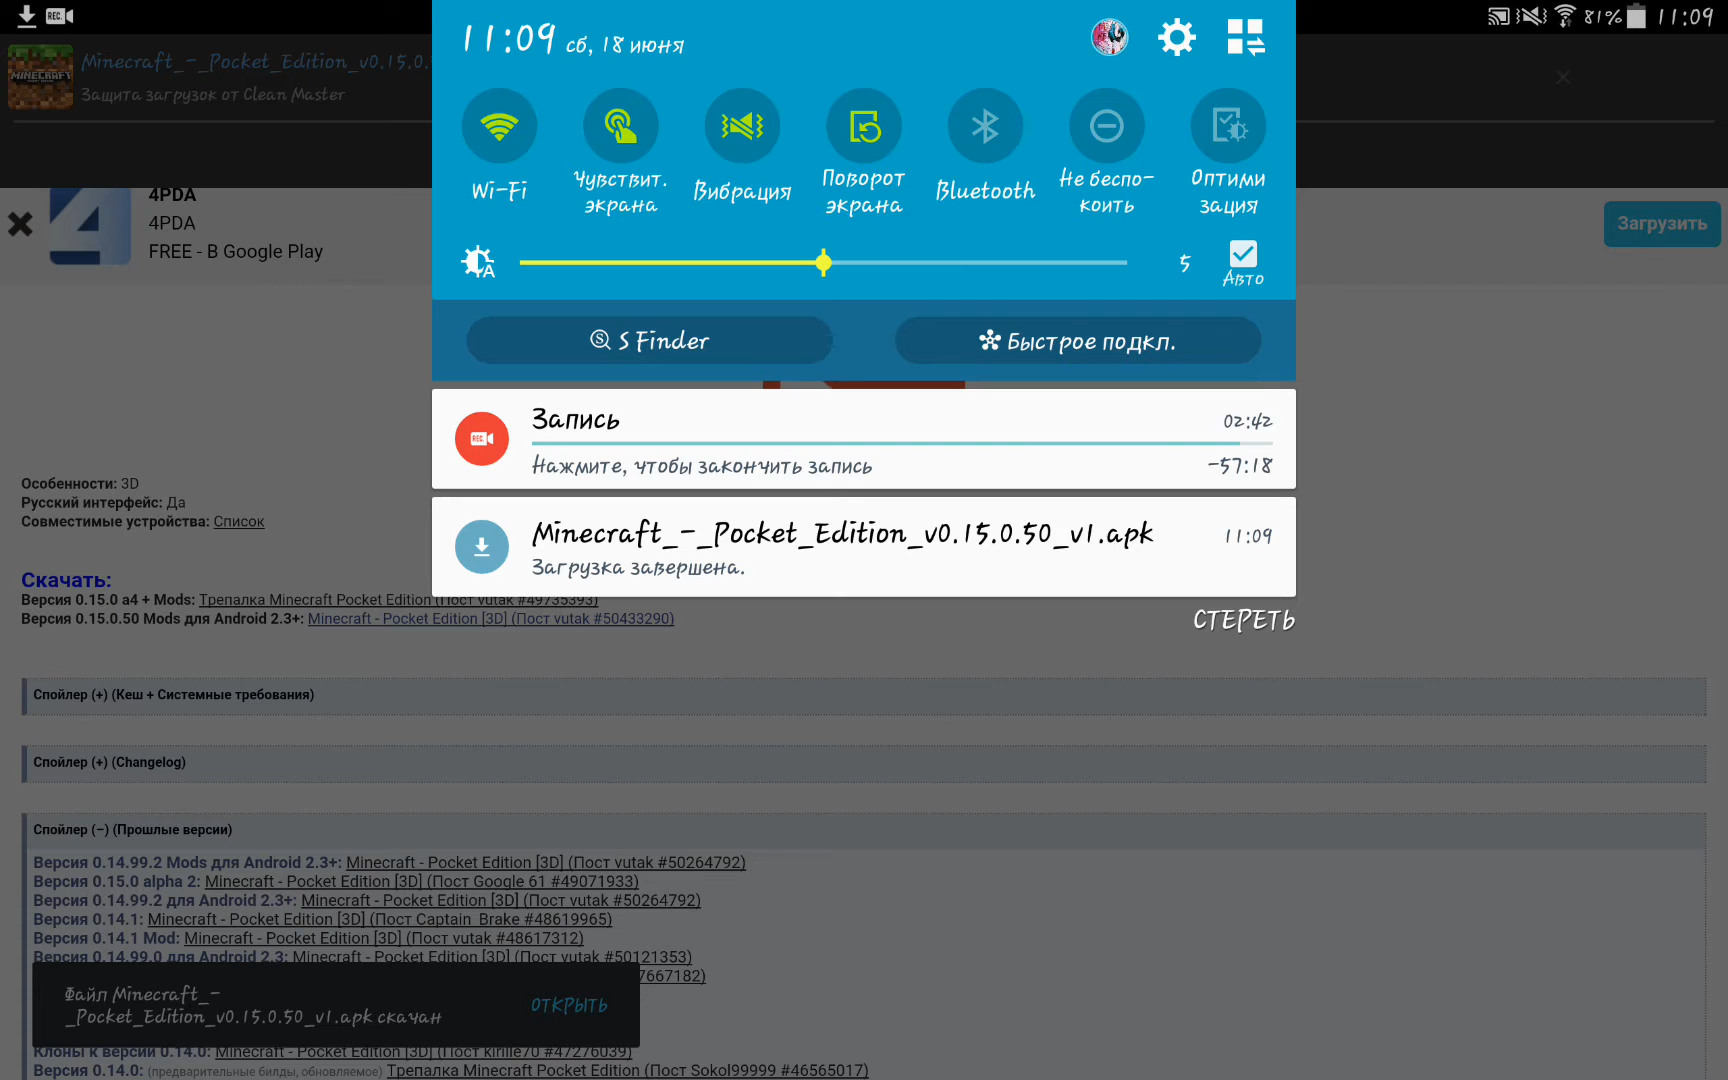 REC.
81% 11:09
11:09 сб, 18 июня
MINECRAFT
Minecraft_-_Pocket_Edition_v0.15.0.
Защита загрузок от Clean Master
Wi-Fi
Чувствит.
экрана
Вибрация
Поворот
экрана
Bluetooth
Не беспо-
коить
Оптими
зация
4PDA
4PDA
FREE - В Google Play
Загрузить
A
5
Авто
S Finder
Быстрое подкл.
REC.
Запись
02:42
Нажмите, чтобы закончить запись
-57:18
Minecraft_-_Pocket_Edition_v0.15.0.50_v1.apk
11:09
Загрузка завершена.
СТЕРЕТЬ
Особенности: 3D
Русский интерфейс: Да
Совместимые устройства: Список
Скачать:
Версия 0.15.0 a4 + Mods: Трепалка Minecraft Pocket Edition (Пост vutak #49735393)
Версия 0.15.0.50 Mods для Android 2.3+: Minecraft - Pocket Edition [3D] (Пост vutak #50433290)
Спойлер (+) (Кеш + Системные требования)
Спойлер (+) (Changelog)
Спойлер (–) (Прошлые версии)
Версия 0.14.99.2 Mods для Android 2.3+: Minecraft - Pocket Edition [3D] (Пост vutak #50264792)
Версия 0.15.0 alpha 2: Minecraft - Pocket Edition [3D] (Пост Google 61 #49071933)
Версия 0.14.99.2 для Android 2.3+: Minecraft - Pocket Edition [3D] (Пост vutak #50264792)
Версия 0.14.1: Minecraft - Pocket Edition [3D] (Пост Captain_Brake #48619965)
Версия 0.14.1 Mod: Minecraft - Pocket Edition [3D] (Пост vutak #48617312)
Версия 0.14.99.0 для Android 2.3: Minecraft - Pocket Edition [3D] (Пост vutak #50121353)
7667182)
Файл Minecraft_-
_Pocket_Edition_v0.15.0.50_v1.apk скачан
ОТКРЫТЬ
Клоны к версии 0.14.0: Minecraft - Pocket Edition [3D] (Пост kirille70 #47276039)
Версия 0.14.0: (предварительные билды, обновляемое) Трепалка Minecraft Pocket Edition (Пост Sokol99999 #46565017)